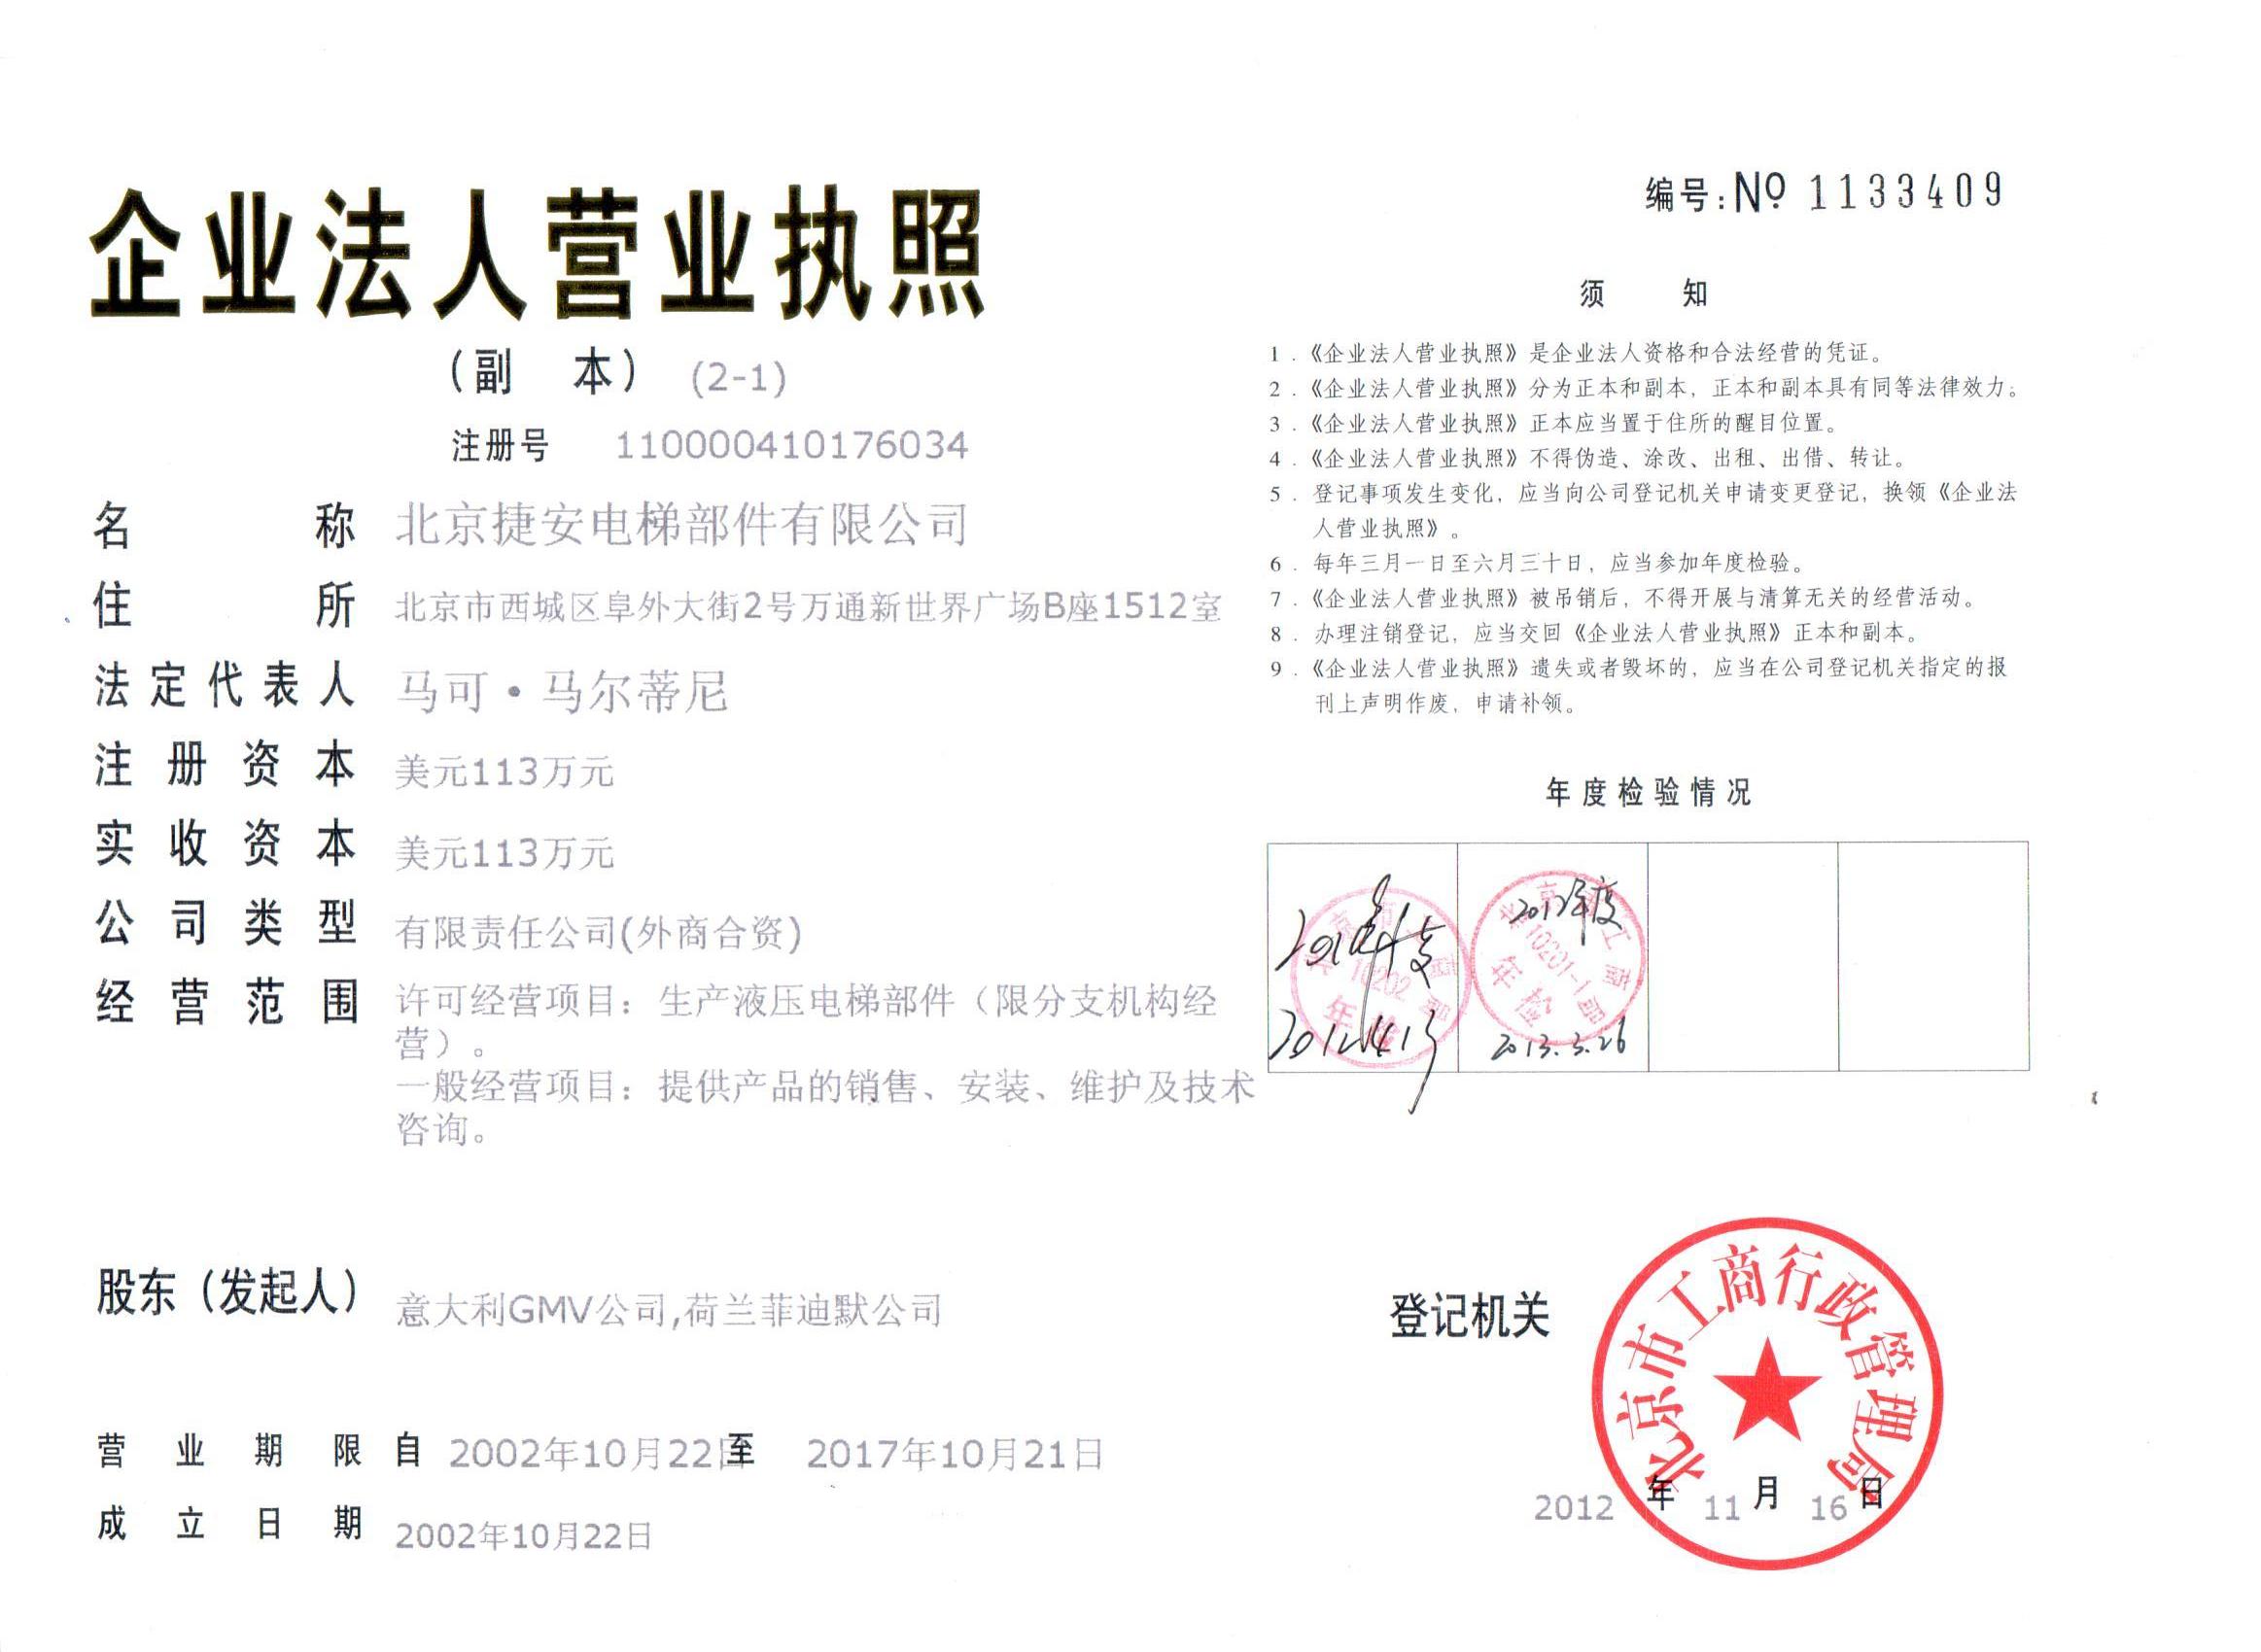 企业法人营业执照
（副 本） (2-1)
注册号 110000410176034
名 称 北京捷安电梯部件有限公司
住 所 北京市西城区阜外大街2号万通新世界广场B座1512室
法定代表人 马可·马尔蒂尼
注册资本 美元113万元
实收资本 美元113万元
公司类型 有限责任公司(外商合资)
经营范围 许可经营项目：生产液压电梯部件（限分支机构经
营）。
一般经营项目：提供产品的销售、安装、维护及技术
咨询。
股东（发起人） 意大利GMV公司,荷兰菲迪默公司
营业期限 自 2002年10月22日至 2017年10月21日
成立日期 2002年10月22日
编号:№ 1133409
须 知
1．《企业法人营业执照》是企业法人资格和合法经营的凭证。
2．《企业法人营业执照》分为正本和副本，正本和副本具有同等法律效力。
3．《企业法人营业执照》正本应当置于住所的醒目位置。
4．《企业法人营业执照》不得伪造、涂改、出租、出借、转让。
5．登记事项发生变化，应当向公司登记机关申请变更登记，换领《企业法
人营业执照》。
6．每年三月一日至六月三十日，应当参加年度检验。
7．《企业法人营业执照》被吊销后，不得开展与清算无关的经营活动。
8．办理注销登记，应当交回《企业法人营业执照》正本和副本。
9．《企业法人营业执照》遗失或者毁坏的，应当在公司登记机关指定的报
刊上声明作废，申请补领。
年度检验情况
10202
年检
2012年度
10201-1
年检
2013.3.26
登记机关
北京市工商行政管理局
2012 年 11 月 16 日